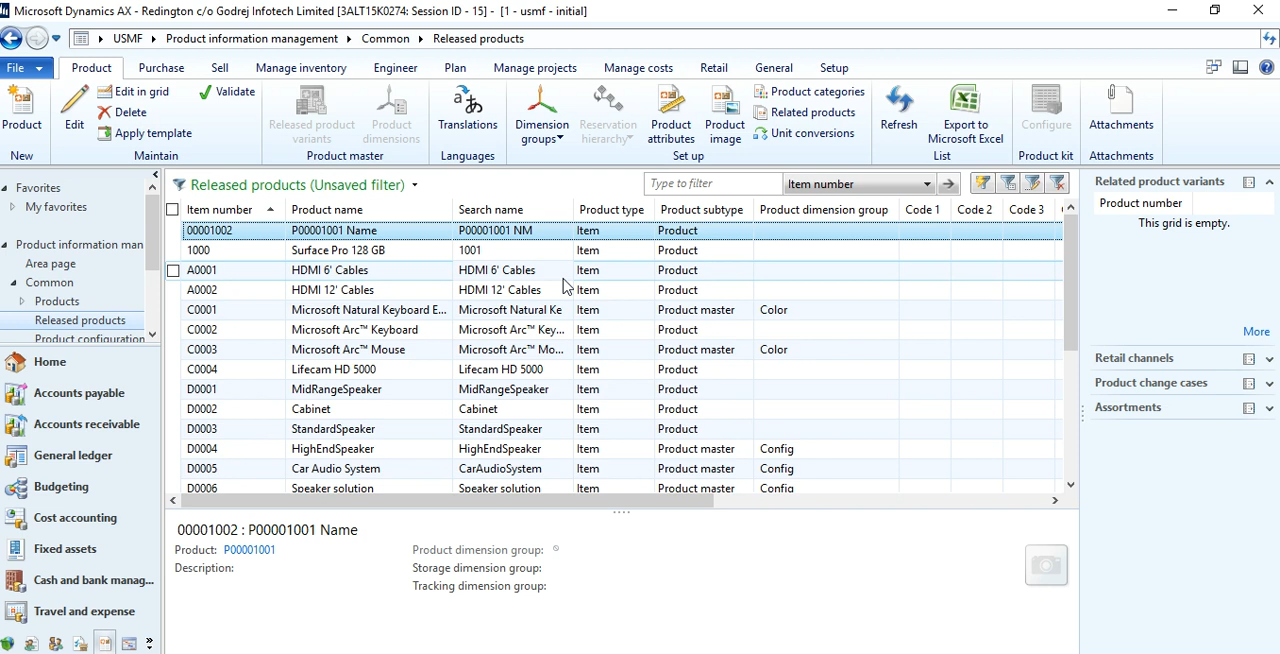 Microsoft Dynamics AX - Redington c/o Godrej Infotech Limited [3ALT15K0274: Session ID - 15] - [1 - usmf - initial]
USMF Product information management Common Released products
File Product Purchase Sell Manage inventory Engineer Plan Manage projects Manage costs Retail General Setup
Product
New
Edit
Edit in grid
Delete
Apply template
Validate
Maintain
Released product variants
Product dimensions
Product master
Translations
Languages
Dimension groups
Reservation hierarchy
Product attributes
Product image
Product categories
Related products
Unit conversions
Set up
Refresh
Export to Microsoft Excel
List
Configure
Product kit
Attachments
Attachments
Favorites
My favorites
Product information man
Area page
Common
Products
Released products
Product configuration
Home
Accounts payable
Accounts receivable
General ledger
Budgeting
Cost accounting
Fixed assets
Cash and bank manag...
Travel and expense
Released products (Unsaved filter)
Type to filter Item number
Item number Product name Search name Product type Product subtype Product dimension group Code 1 Code 2 Code 3
00001002 P00001001 Name P00001001 NM Item Product
1000 Surface Pro 128 GB 1001 Item Product
A0001 HDMI 6' Cables HDMI 6' Cables Item Product
A0002 HDMI 12' Cables HDMI 12' Cables Item Product
C0001 Microsoft Natural Keyboard E... Microsoft Natural Ke Item Product master Color
C0002 Microsoft Arc™ Keyboard Microsoft Arc™ Key... Item Product
C0003 Microsoft Arc™ Mouse Microsoft Arc™ Mo... Item Product master Color
C0004 Lifecam HD 5000 Lifecam HD 5000 Item Product
D0001 MidRangeSpeaker MidRangeSpeaker Item Product
D0002 Cabinet Cabinet Item Product
D0003 StandardSpeaker StandardSpeaker Item Product
D0004 HighEndSpeaker HighEndSpeaker Item Product master Config
D0005 Car Audio System CarAudioSystem Item Product master Config
D0006 Speaker solution Speaker solution Item Product master Config
00001002 : P00001001 Name
Product: P00001001
Description:
Product dimension group:
Storage dimension group:
Tracking dimension group:
Related product variants
Product number
This grid is empty.
More
Retail channels
Product change cases
Assortments